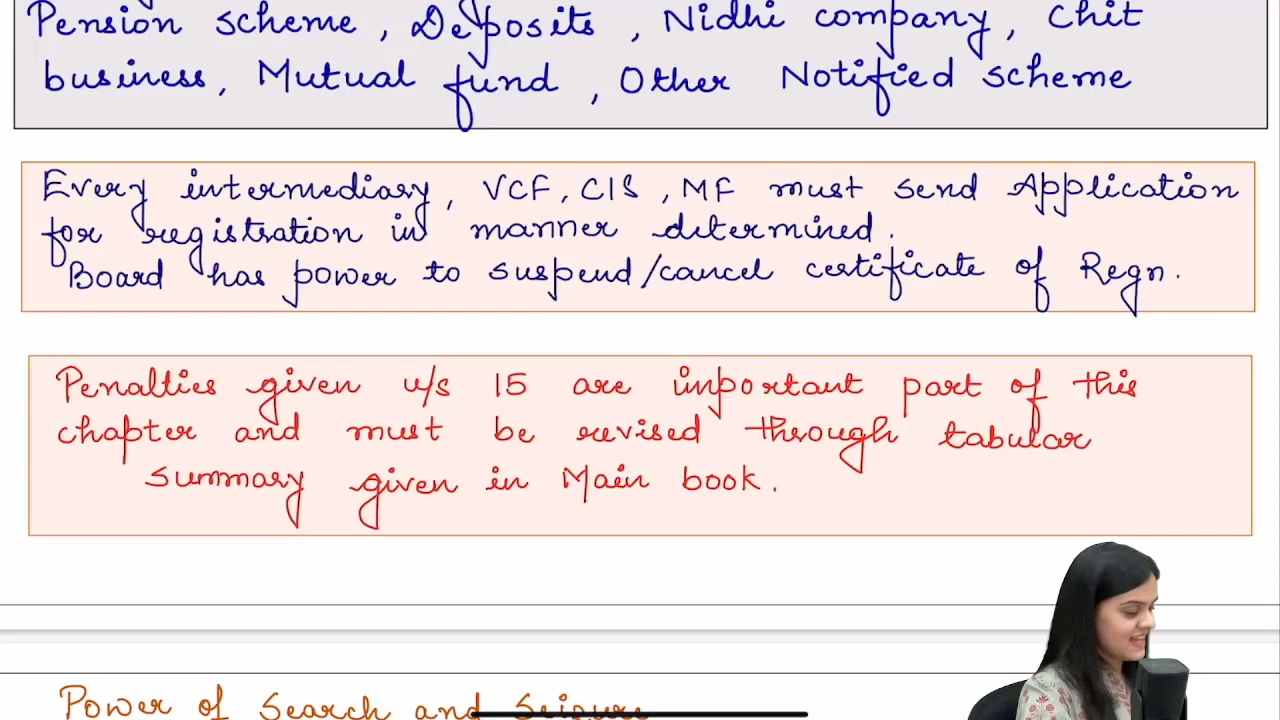 Pension scheme, Deposits, Nidhi company, Chit
business, Mutual fund, Other Notified scheme
Every intermediary, VCF, CIS, MF must send Application
for registration in manner determined.
Board has power to suspend/cancel certificate of Regn.
Penalties given u/s 15 are important part of this
chapter and must be revised through tabular
summary given in Main book.
Power of Search and Seizure